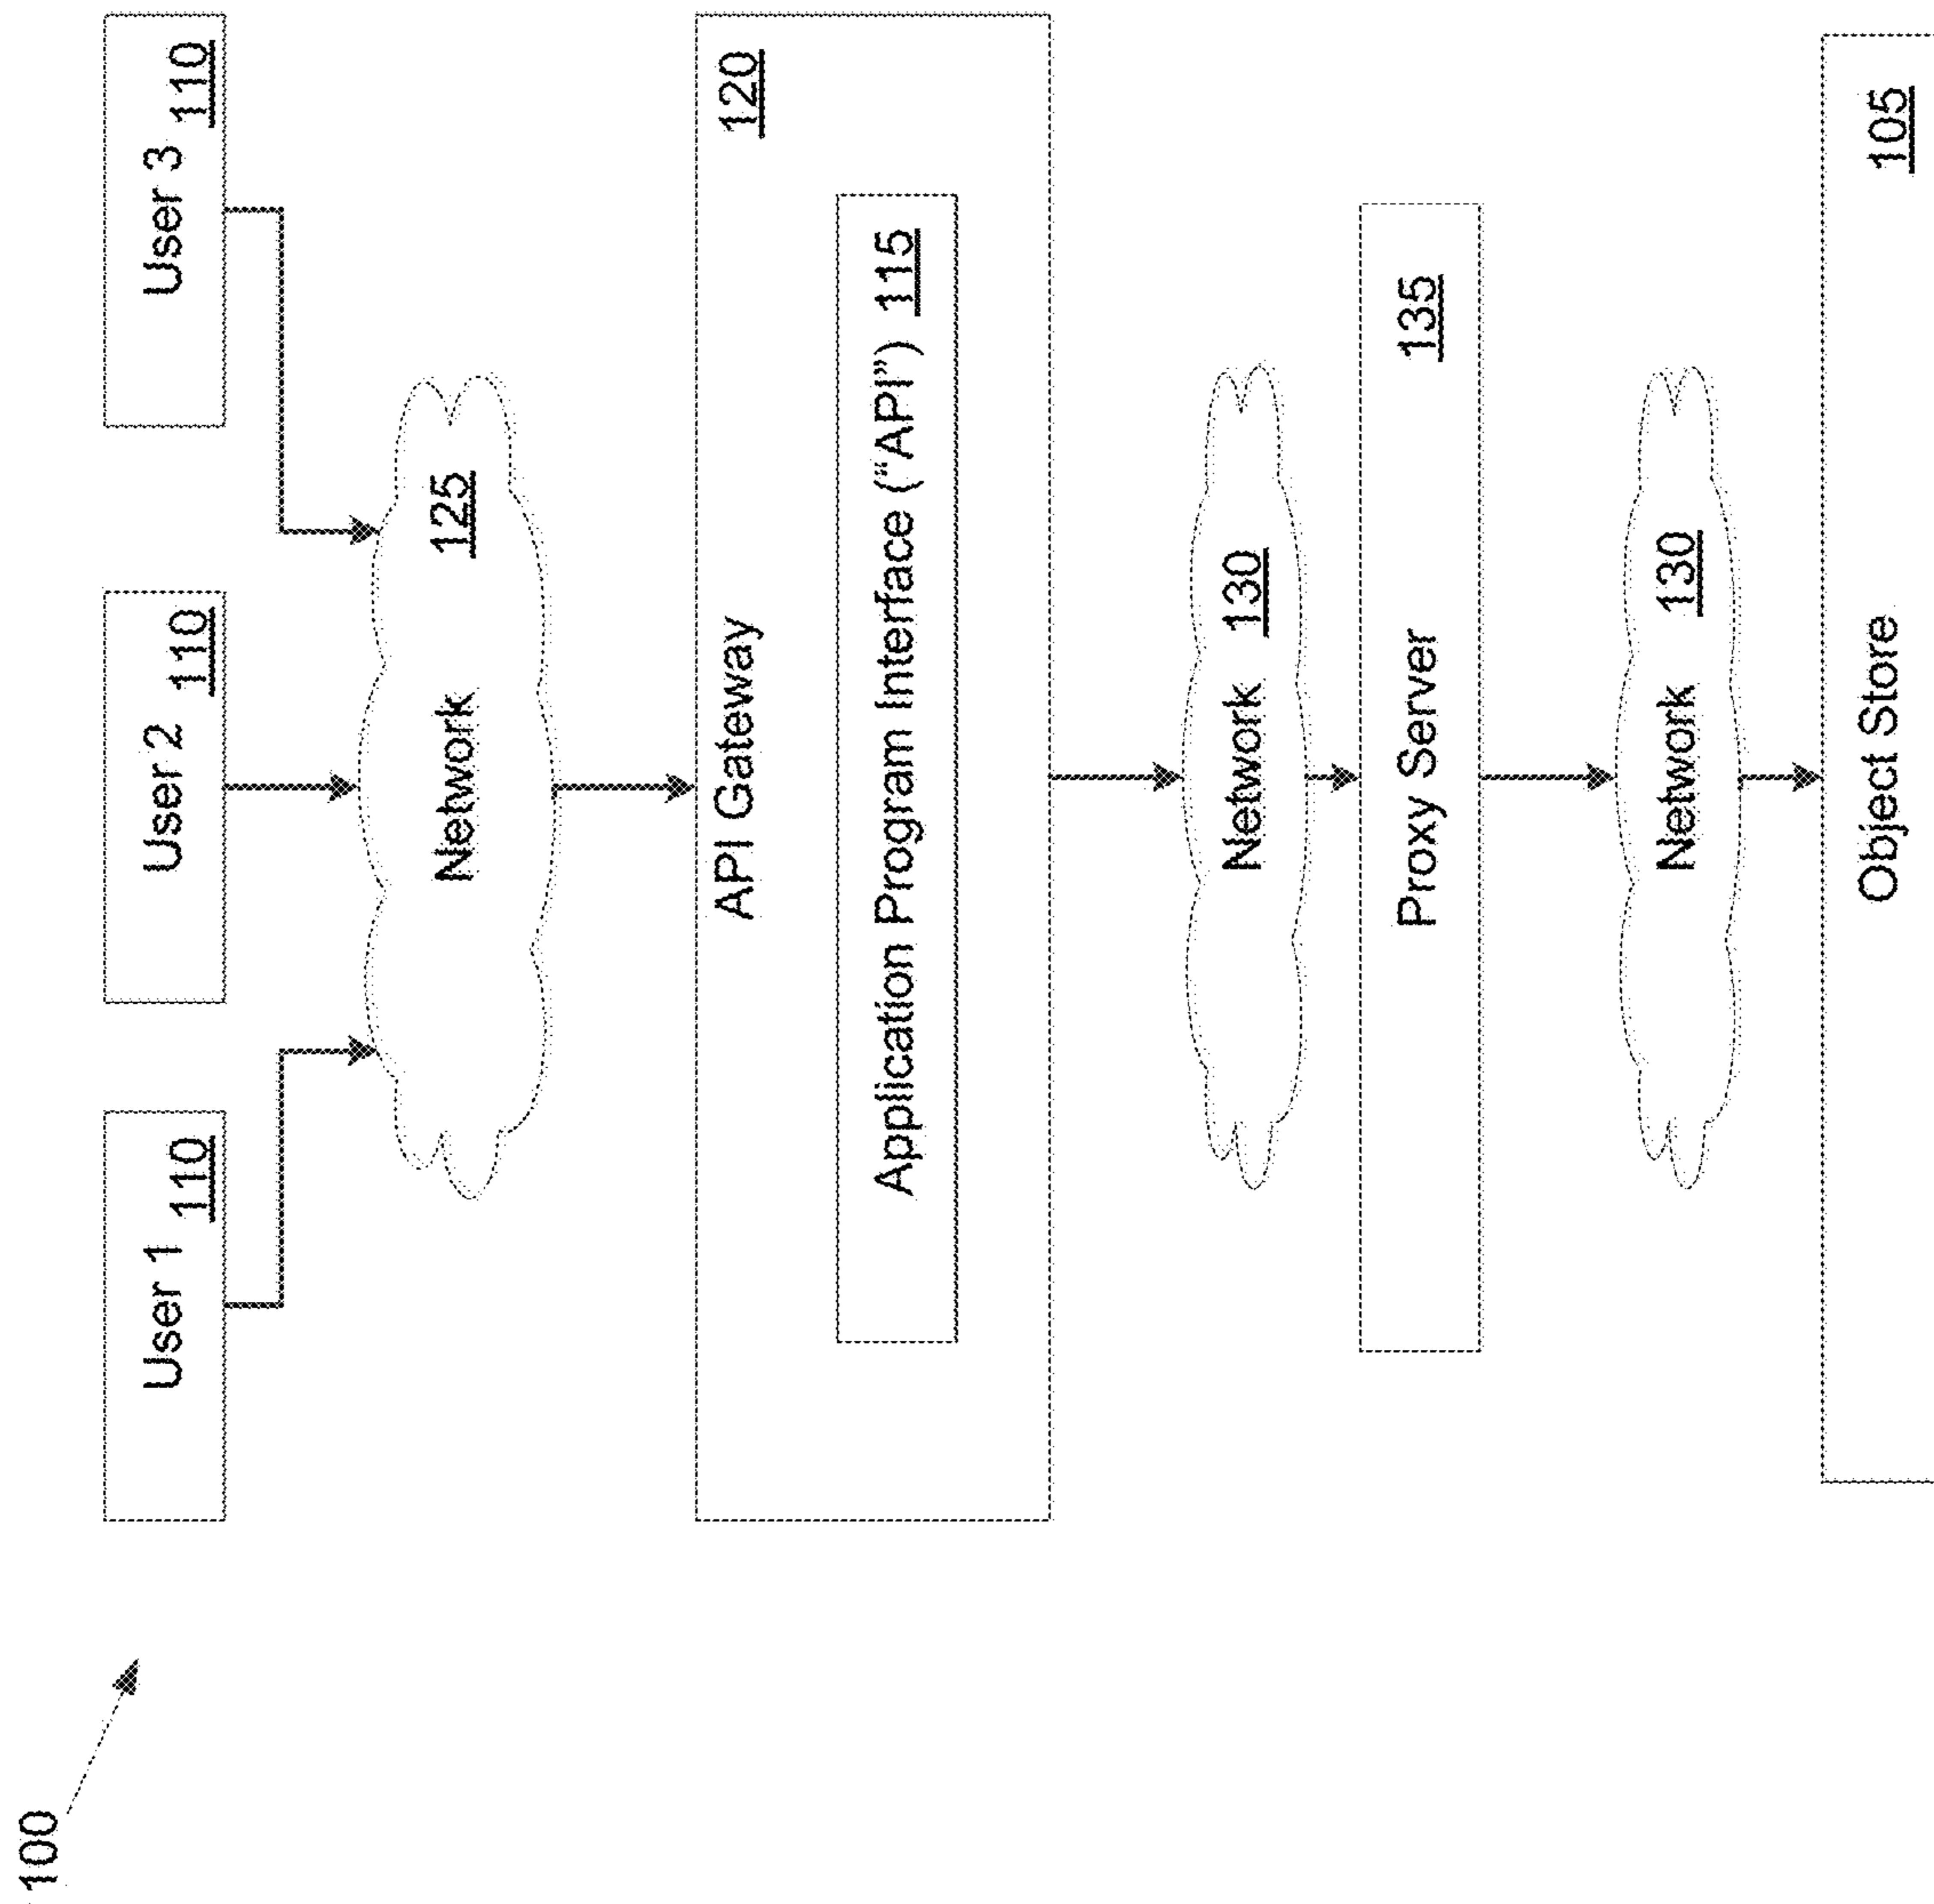 100
User 1 110
User 2 110
User 3 110
Network 125
API Gateway 120
Application Program Interface (“API”) 115
Network 130
Proxy Server 135
Network 130
Object Store 105